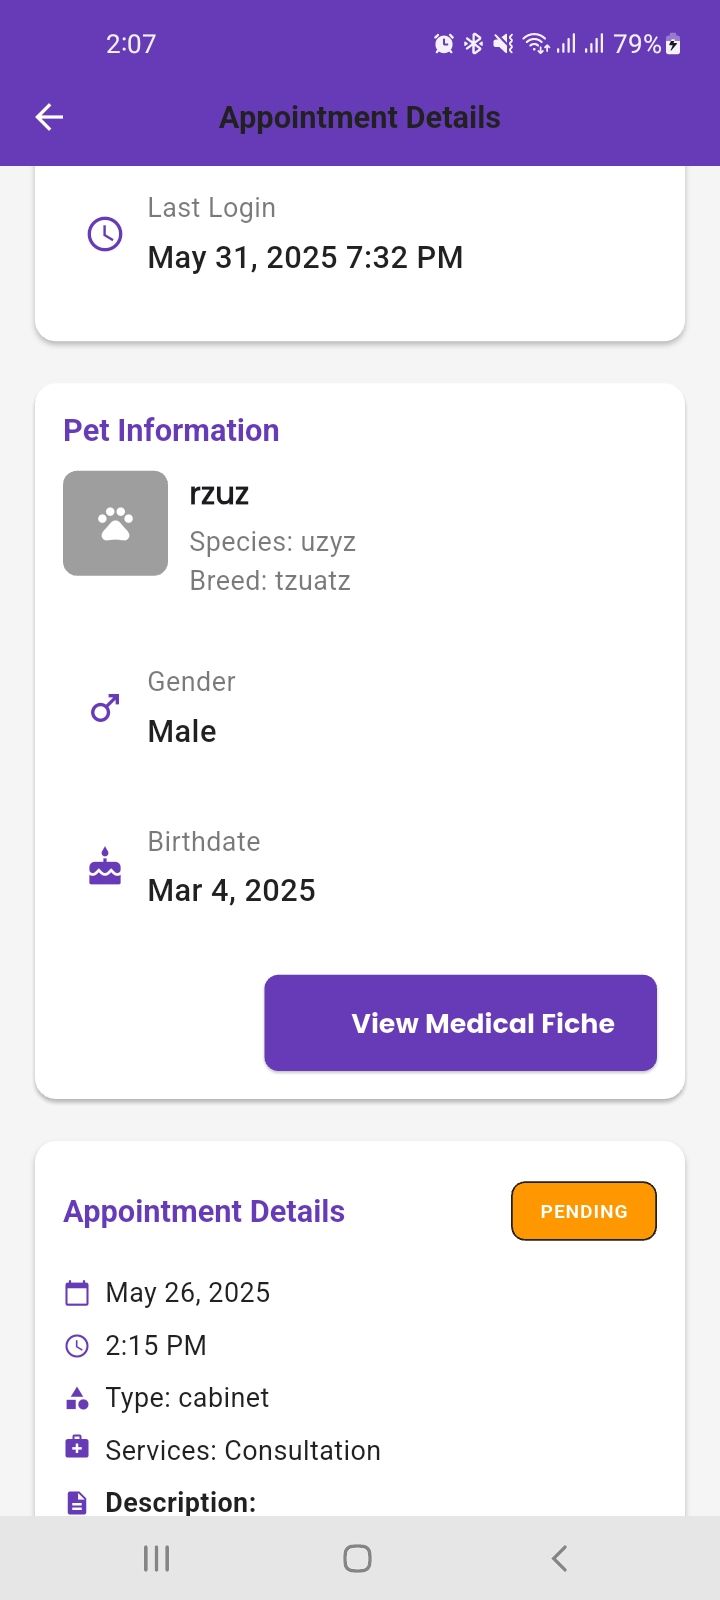 2:07
79%
Appointment Details
Last Login
May 31, 2025 7:32 PM
Pet Information
rzuz
Species: uzyz
Breed: tzuatz
Gender
Male
Birthdate
Mar 4, 2025
View Medical Fiche
Appointment Details
PENDING
May 26, 2025
2:15 PM
Type: cabinet
Services: Consultation
Description: